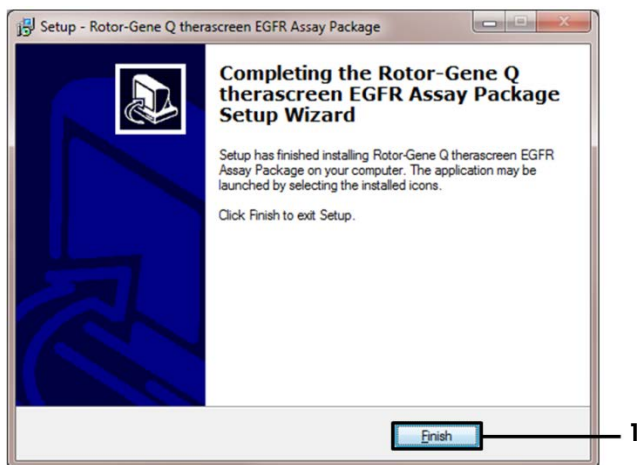 Setup - Rotor-Gene Q therascreen EGFR Assay Package
Completing the Rotor-Gene Q
therascreen EGFR Assay Package
Setup Wizard
Setup has finished installing Rotor-Gene Q therascreen EGFR
Assay Package on your computer. The application may be
launched by selecting the installed icons.
Click Finish to exit Setup.
Finish
1